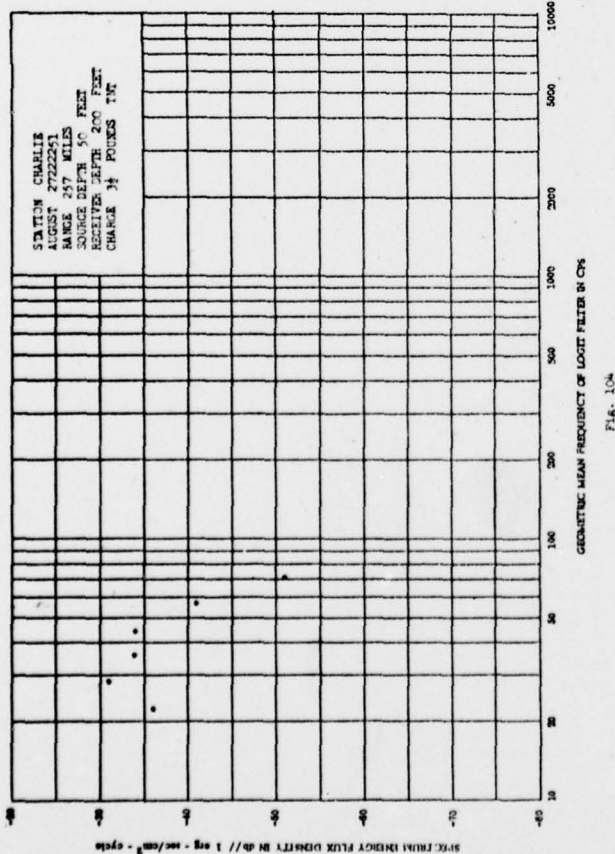 STATION CHARLIE
AUGUST 27222251
RANGE 257 MILES
SOURCE DEPTH 50 FEET
RECEIVER DEPTH 200 FEET
CHARGE 3½ POUNDS TNT
SPECTRUM ENERGY FLUX DENSITY IN db // 1 erg - sec/cm² - cycle
-20
-30
-40
-50
-60
-70
-80
10
20
50
100
200
500
1000
2000
5000
10000
GEOMETRIC MEAN FREQUENCY OF LOGIT FILTER IN CPS
Fig. 104